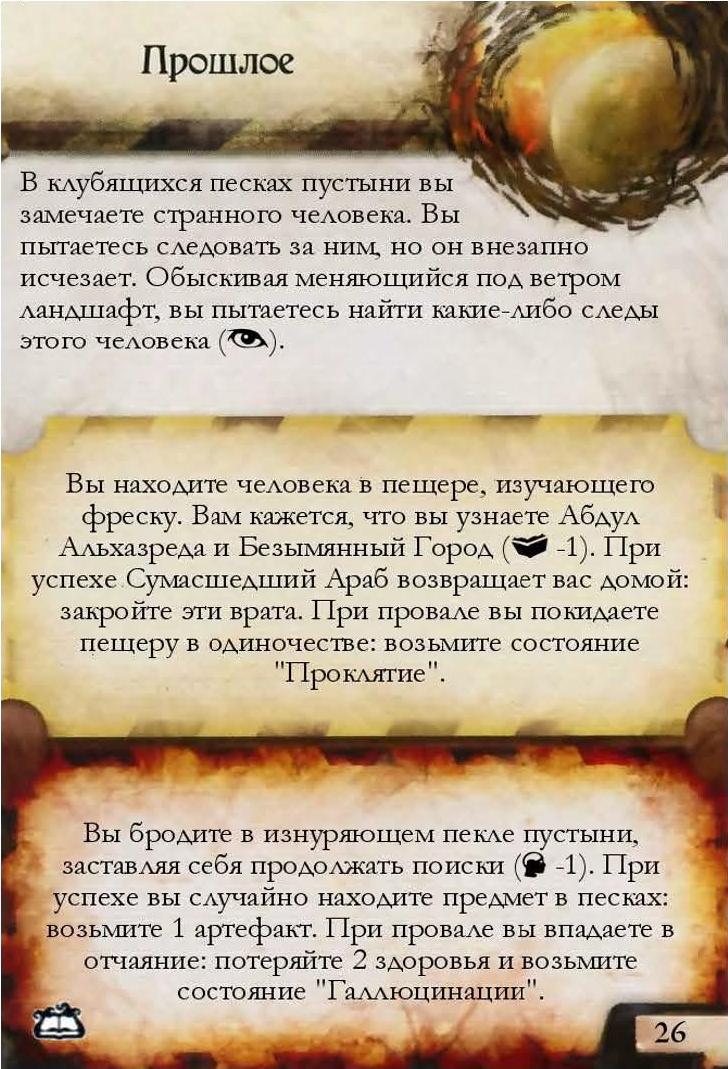 Прошлое
В клубящихся песках пустыни вы
замечаете странного человека. Вы
пытаетесь следовать за ним, но он внезапно
исчезает. Обыскивая меняющийся под ветром
ландшафт, вы пытаетесь найти какие-либо следы
этого человека ( ).
Вы находите человека в пещере, изучающего
фреску. Вам кажется, что вы узнаете Абдул
Альхазреда и Безымянный Город ( -1). При
успехе Сумасшедший Араб возвращает вас домой:
закройте эти врата. При провале вы покидаете
пещеру в одиночестве: возьмите состояние
"Проклятие".
Вы бродите в изнуряющем пекле пустыни,
заставляя себя продолжать поиски ( -1). При
успехе вы случайно находите предмет в песках:
возьмите 1 артефакт. При провале вы впадаете в
отчаяние: потеряйте 2 здоровья и возьмите
состояние "Галлюцинации".
26